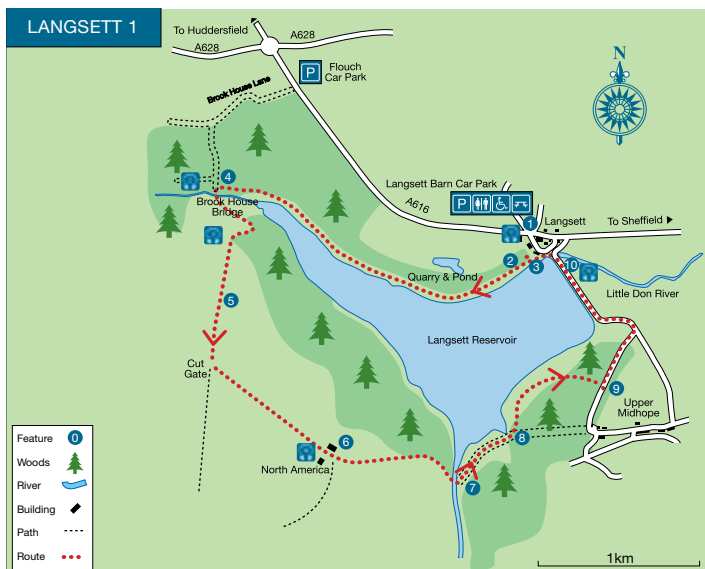 LANGSETT 1
To Huddersfield
A628
A628
N
P
Flouch
Car Park
Brook House Lane
4
Langsett Barn Car Park
P
A616
1
Langsett
To Sheffield
Brook House
Bridge
2
3
10
Quarry & Pond
Little Don River
5
Langsett Reservoir
Cut
Gate
9
Upper
Midhope
8
6
North America
7
Feature 0
Woods
River
Building
Path
Route
1km